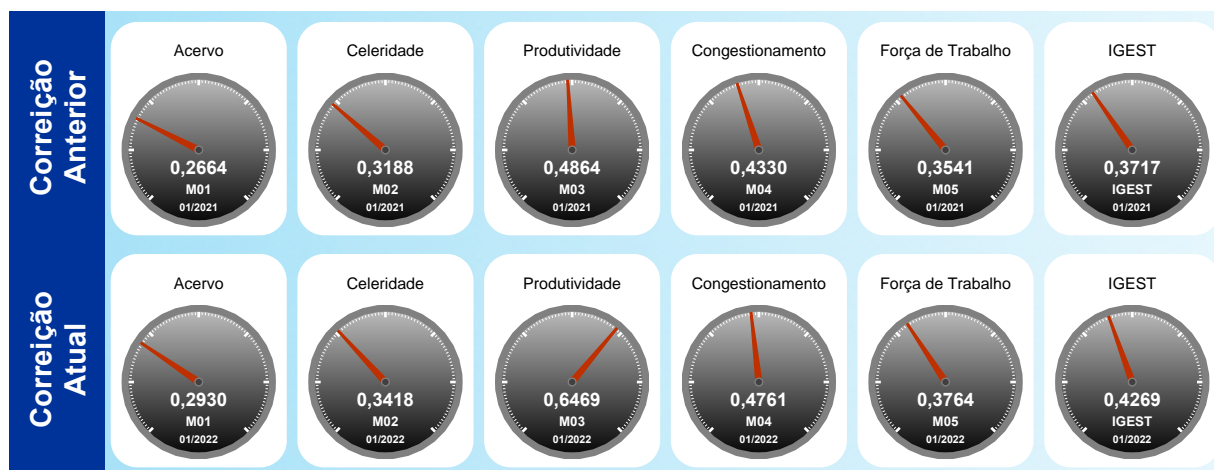 Correição
Anterior
Acervo
0,2664
M01
01/2021
Celeridade
0,3188
M02
01/2021
Produtividade
0,4864
M03
01/2021
Congestionamento
0,4330
M04
01/2021
Força de Trabalho
0,3541
M05
01/2021
IGEST
0,3717
IGEST
01/2021
Correição
Atual
Acervo
0,2930
M01
01/2022
Celeridade
0,3418
M02
01/2022
Produtividade
0,6469
M03
01/2022
Congestionamento
0,4761
M04
01/2022
Força de Trabalho
0,3764
M05
01/2022
IGEST
0,4269
IGEST
01/2022